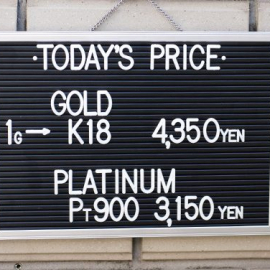 ·TODAY'S PRICE·
GOLD
1G→ K18 4,350YEN
PLATINUM
PT900 3,150YEN